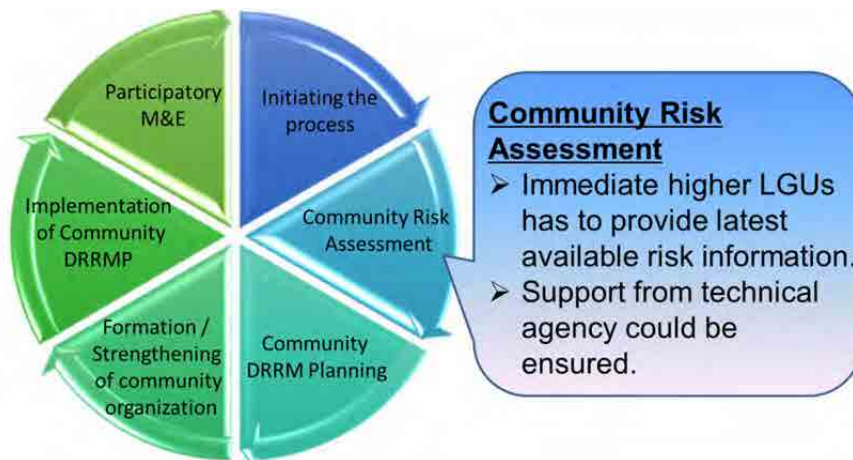 Participatory
M&E
Initiating the
process
Community Risk
Assessment
Community
DRRM Planning
Formation /
Strengthening
of community
organization
Implementation
of Community
DRRMP
Community Risk
Assessment
➢ Immediate higher LGUs
has to provide latest
available risk information.
➢ Support from technical
agency could be
ensured.